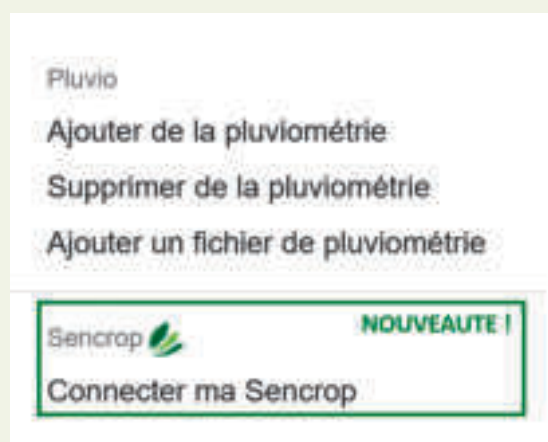 Pluvio
Ajouter de la pluviométrie
Supprimer de la pluviométrie
Ajouter un fichier de pluviométrie
Sencrop NOUVEAUTE !
Connecter ma Sencrop